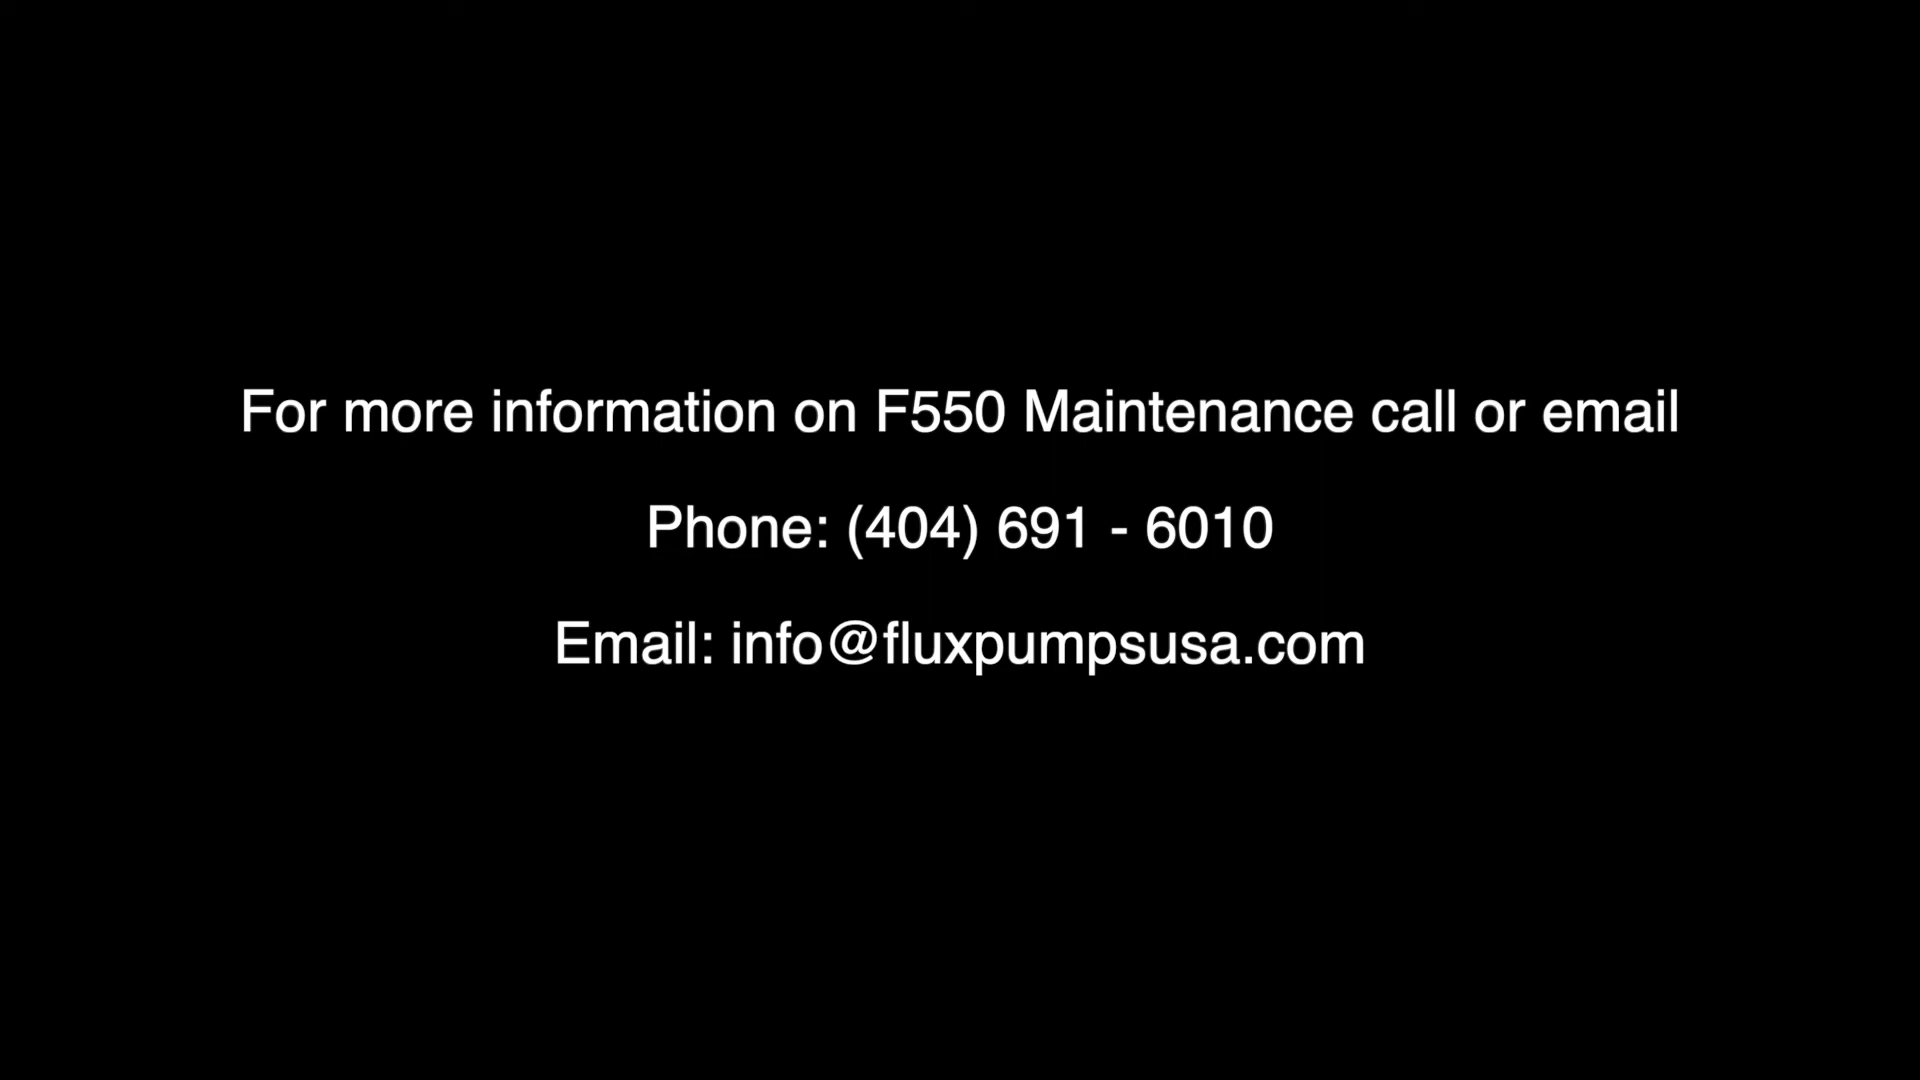 For more information on F550 Maintenance call or email
Phone: (404) 691 - 6010
Email: info@fluxpumpsusa.com